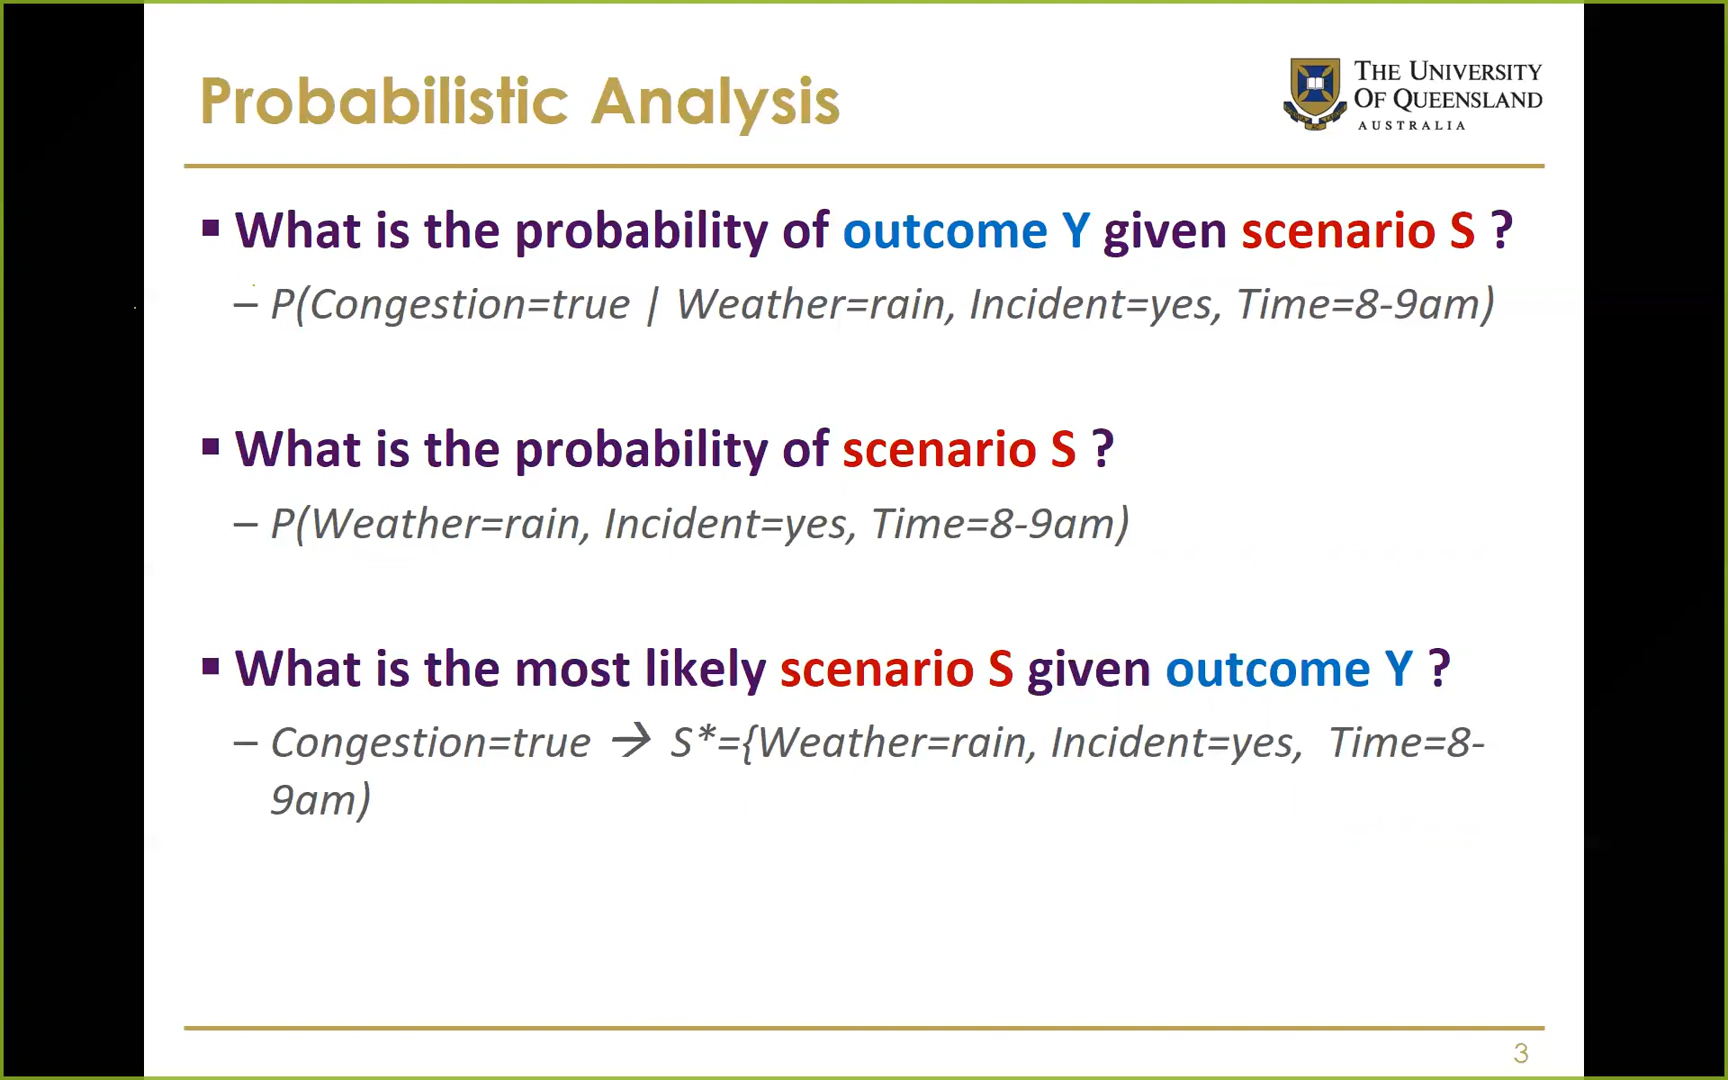 Probabilistic Analysis
THE UNIVERSITY
OF QUEENSLAND
AUSTRALIA
▪ What is the probability of outcome Y given scenario S ?
– P(Congestion=true | Weather=rain, Incident=yes, Time=8-9am)
▪ What is the probability of scenario S ?
– P(Weather=rain, Incident=yes, Time=8-9am)
▪ What is the most likely scenario S given outcome Y ?
– Congestion=true → S*={Weather=rain, Incident=yes, Time=8-
9am)
3